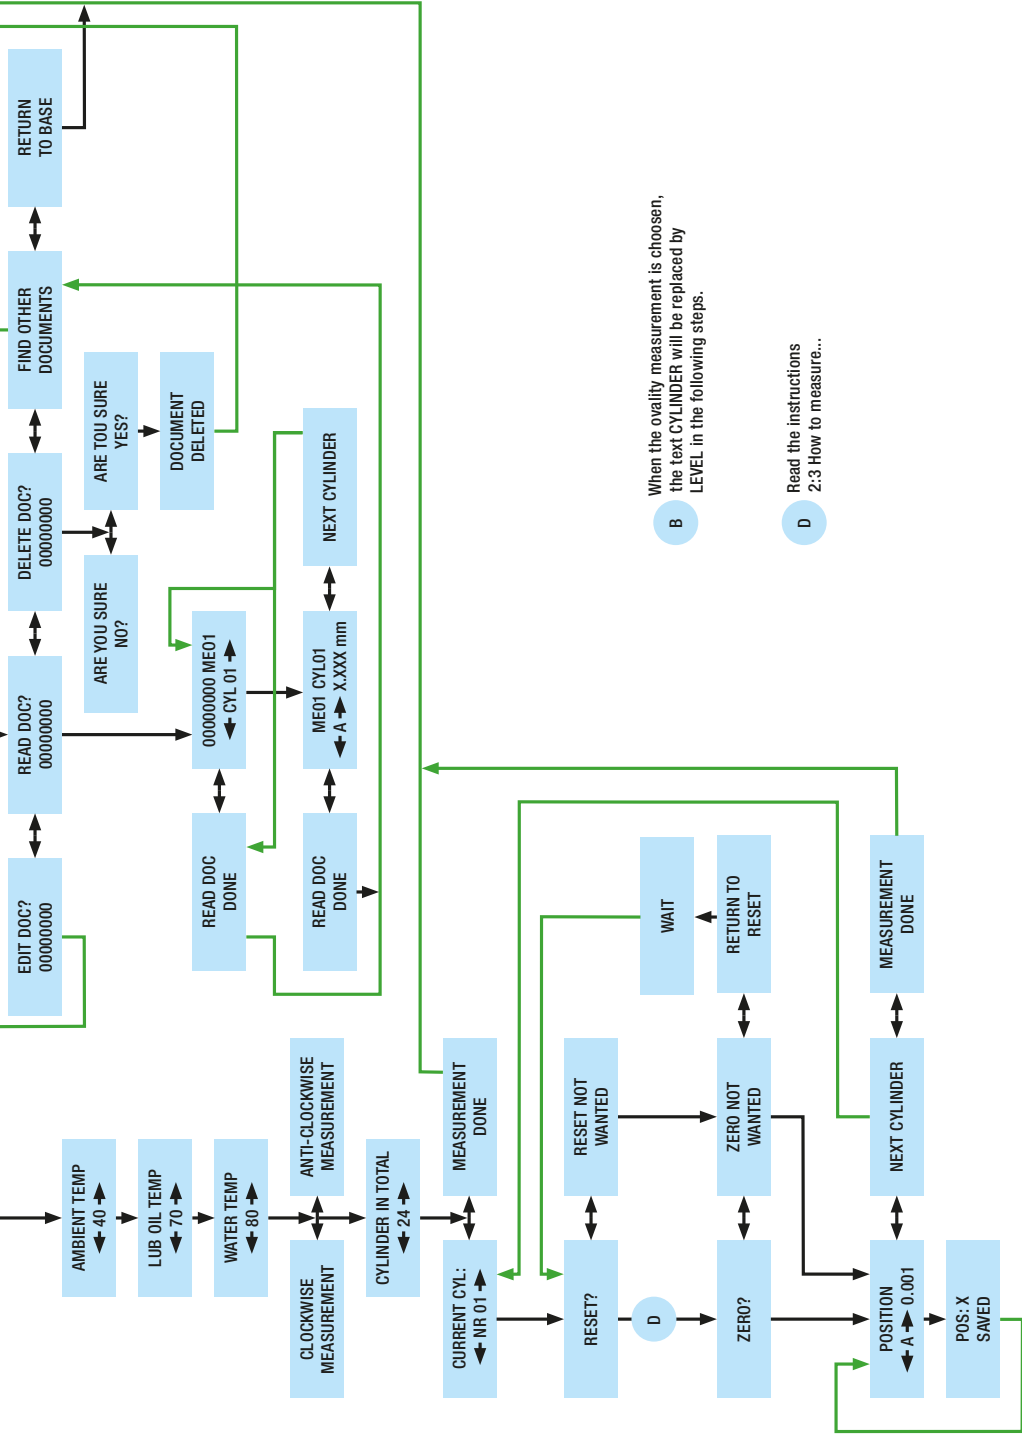 EDIT DOC?
00000000
READ DOC?
00000000
DELETE DOC?
00000000
FIND OTHER
DOCUMENTS
RETURN
TO BASE
ARE YOU SURE
NO?
ARE TOU SURE
YES?
DOCUMENT
DELETED
READ DOC
DONE
00000000 ME01
CYL 01
READ DOC
DONE
ME01 CYL01
A X.XXX mm
NEXT CYLINDER
AMBIENT TEMP
40
LUB OIL TEMP
70
WATER TEMP
80
CLOCKWISE
MEASUREMENT
ANTI-CLOCKWISE
MEASUREMENT
CYLINDER IN TOTAL
24
CURRENT CYL:
NR 01
MEASUREMENT
DONE
RESET?
RESET NOT
WANTED
WAIT
D
ZERO?
ZERO NOT
WANTED
RETURN TO
RESET
POSITION
A 0.001
NEXT CYLINDER
MEASUREMENT
DONE
POS: X
SAVED
B
When the ovality measurement is choosen,
the text CYLINDER will be replaced by
LEVEL in the following steps.
D
Read the instructions
2:3 How to measure...